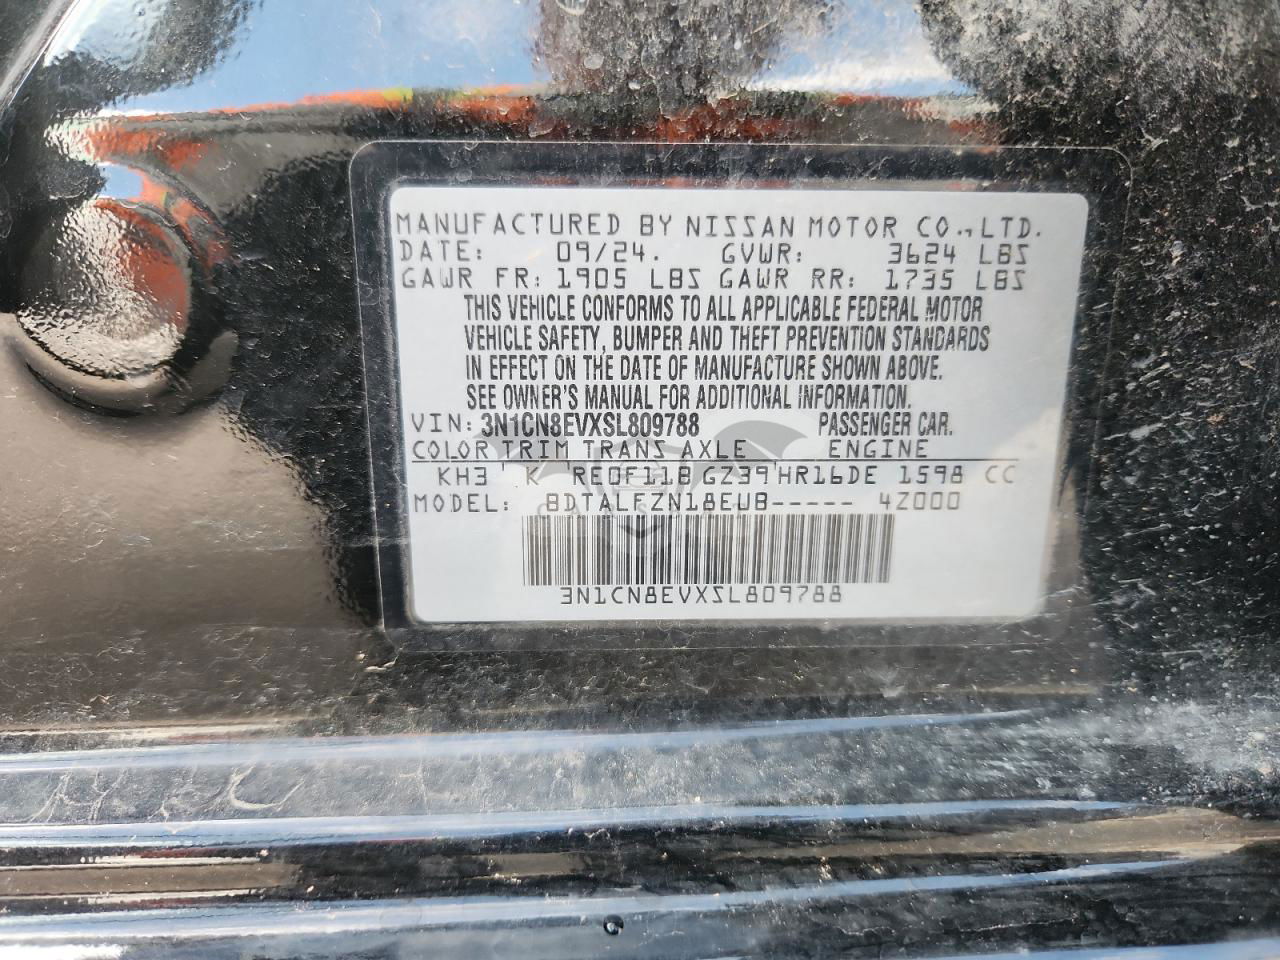 MANUFACTURED BY NISSAN MOTOR CO., LTD.
DATE: 09/24. GVWR: 3624 LBS
GAWR FR: 1905 LBS GAWR RR: 1735 LBS
THIS VEHICLE CONFORMS TO ALL APPLICABLE FEDERAL MOTOR
VEHICLE SAFETY, BUMPER AND THEFT PREVENTION STANDARDS
IN EFFECT ON THE DATE OF MANUFACTURE SHOWN ABOVE.
SEE OWNER'S MANUAL FOR ADDITIONAL INFORMATION.
VIN: 3N1CN8EVXSL809788 PASSENGER CAR.
COLOR TRIM TRANS AXLE ENGINE
KH3 K RE0F11B GZ39 HR16DE 1598 CC
MODEL: BDTALFZN18EUB----- 4Z000
3N1CN8EVXSL809788